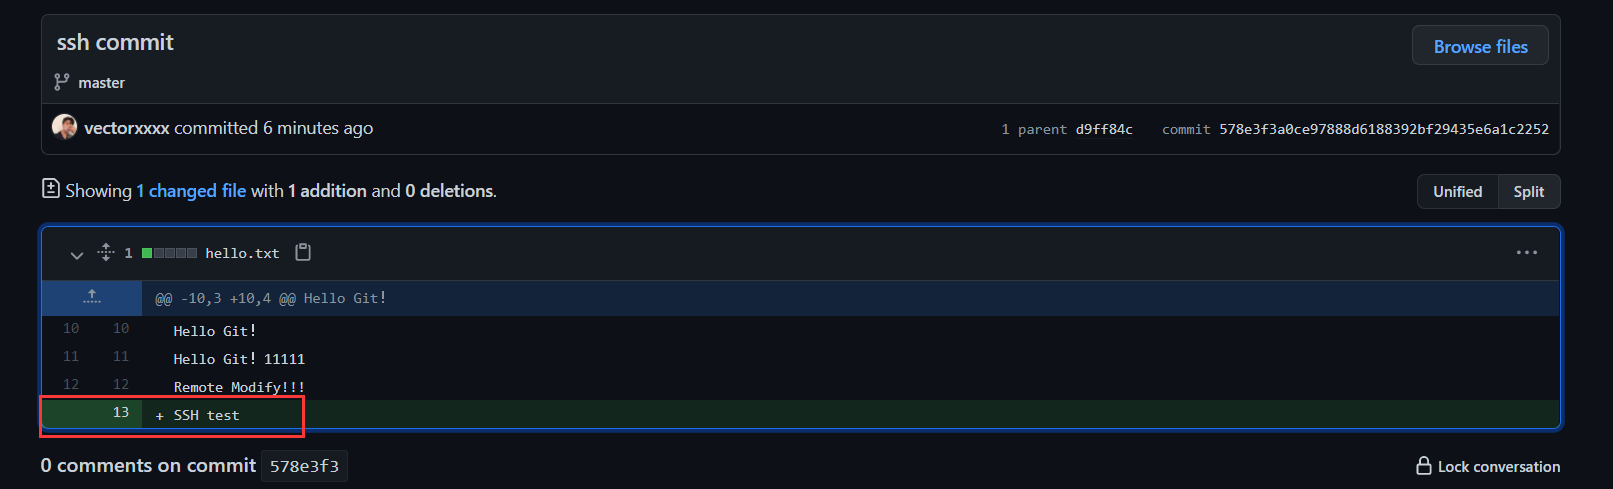 ssh commit
Browse files
master
vectorxxxx committed 6 minutes ago
1 parent d9ff84c commit 578e3f3a0ce97888d6188392bf29435e6a1c2252
Showing 1 changed file with 1 addition and 0 deletions.
Unified Split
1 hello.txt
@@ -10,3 +10,4 @@ Hello Git!
10 10 Hello Git!
11 11 Hello Git! 11111
12 12 Remote Modify!!!
13 + SSH test
0 comments on commit 578e3f3
Lock conversation